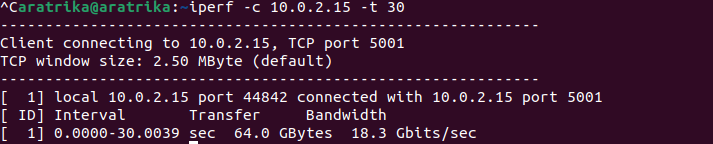 ^Caratrika@aratrika:~iperf -c 10.0.2.15 -t 30
------------------------------------------------------------
Client connecting to 10.0.2.15, TCP port 5001
TCP window size: 2.50 MByte (default)
------------------------------------------------------------
[  1] local 10.0.2.15 port 44842 connected with 10.0.2.15 port 5001
[ ID] Interval       Transfer     Bandwidth
[  1] 0.0000-30.0039 sec  64.0 GBytes  18.3 Gbits/sec